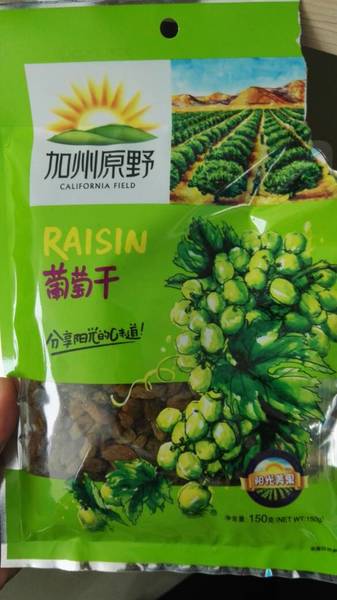 加州原野
CALIFORNIA FIELD
RAISIN
葡萄干
分享阳光的味道!
阳光美果
净含量: 150克(NET WT:150g)